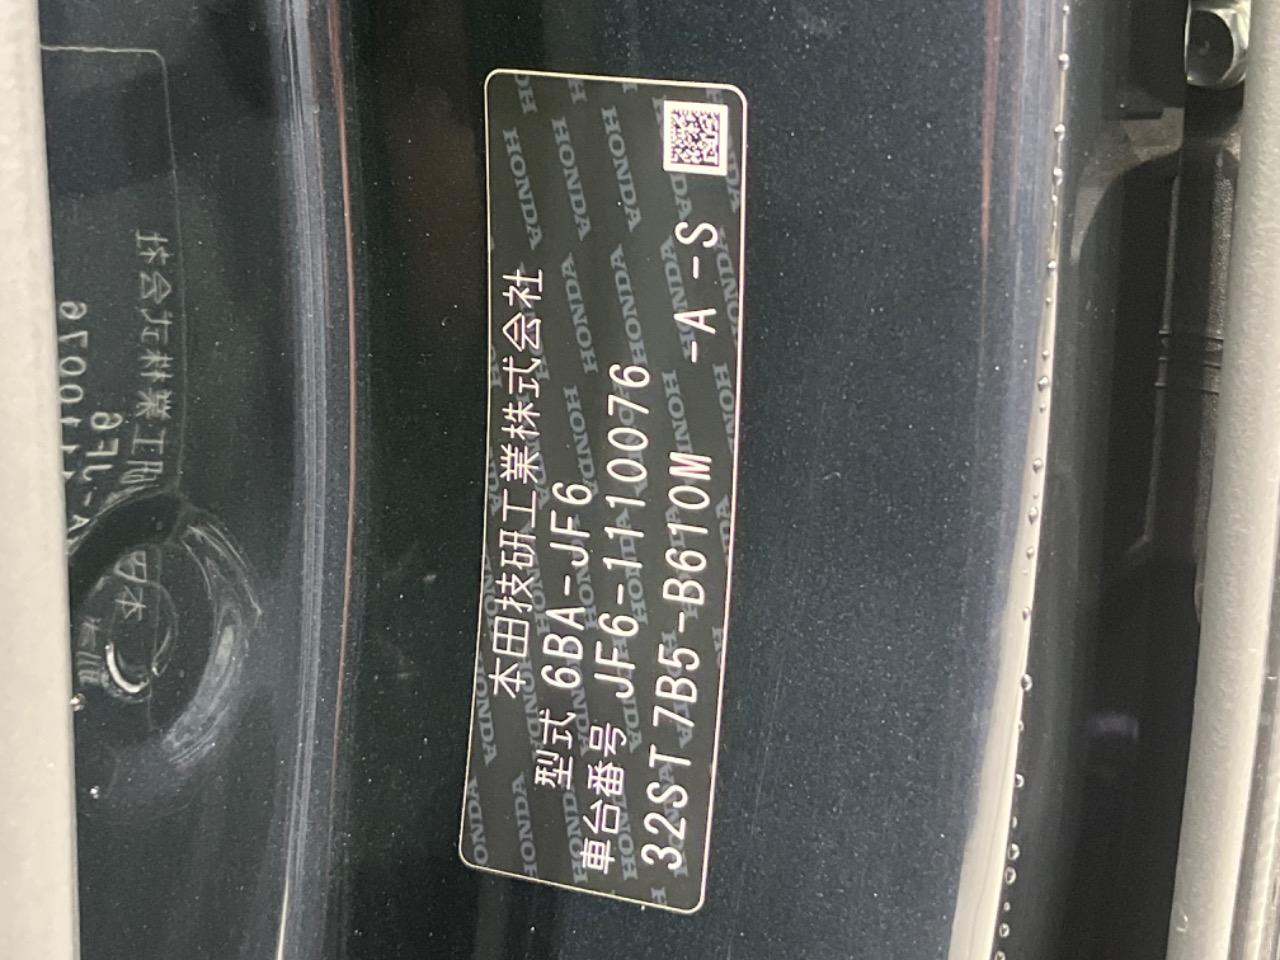 本田技研工業株式会社
型式 6BA-JF6
車台番号 JF6-1110076
32ST7B5-B610M -A -S